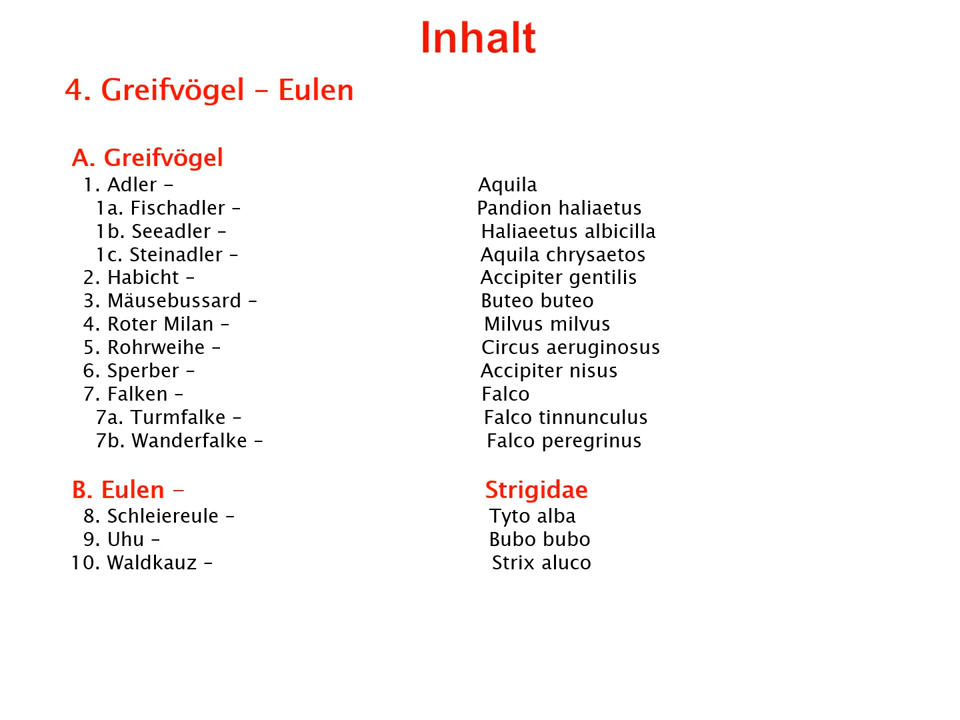 Inhalt
4. Greifvögel – Eulen
A. Greifvögel
1. Adler – Aquila
1a. Fischadler – Pandion haliaetus
1b. Seeadler – Haliaeetus albicilla
1c. Steinadler – Aquila chrysaetos
2. Habicht – Accipiter gentilis
3. Mäusebussard – Buteo buteo
4. Roter Milan – Milvus milvus
5. Rohrweihe – Circus aeruginosus
6. Sperber – Accipiter nisus
7. Falken – Falco
7a. Turmfalke – Falco tinnunculus
7b. Wanderfalke – Falco peregrinus
B. Eulen – Strigidae
8. Schleiereule – Tyto alba
9. Uhu – Bubo bubo
10. Waldkauz – Strix aluco